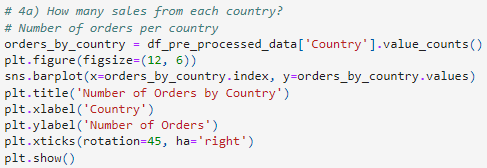 # 4a) How many sales from each country?
# Number of orders per country
orders_by_country = df_pre_processed_data['Country'].value_counts()
plt.figure(figsize=(12, 6))
sns.barplot(x=orders_by_country.index, y=orders_by_country.values)
plt.title('Number of Orders by Country')
plt.xlabel('Country')
plt.ylabel('Number of Orders')
plt.xticks(rotation=45, ha='right')
plt.show()